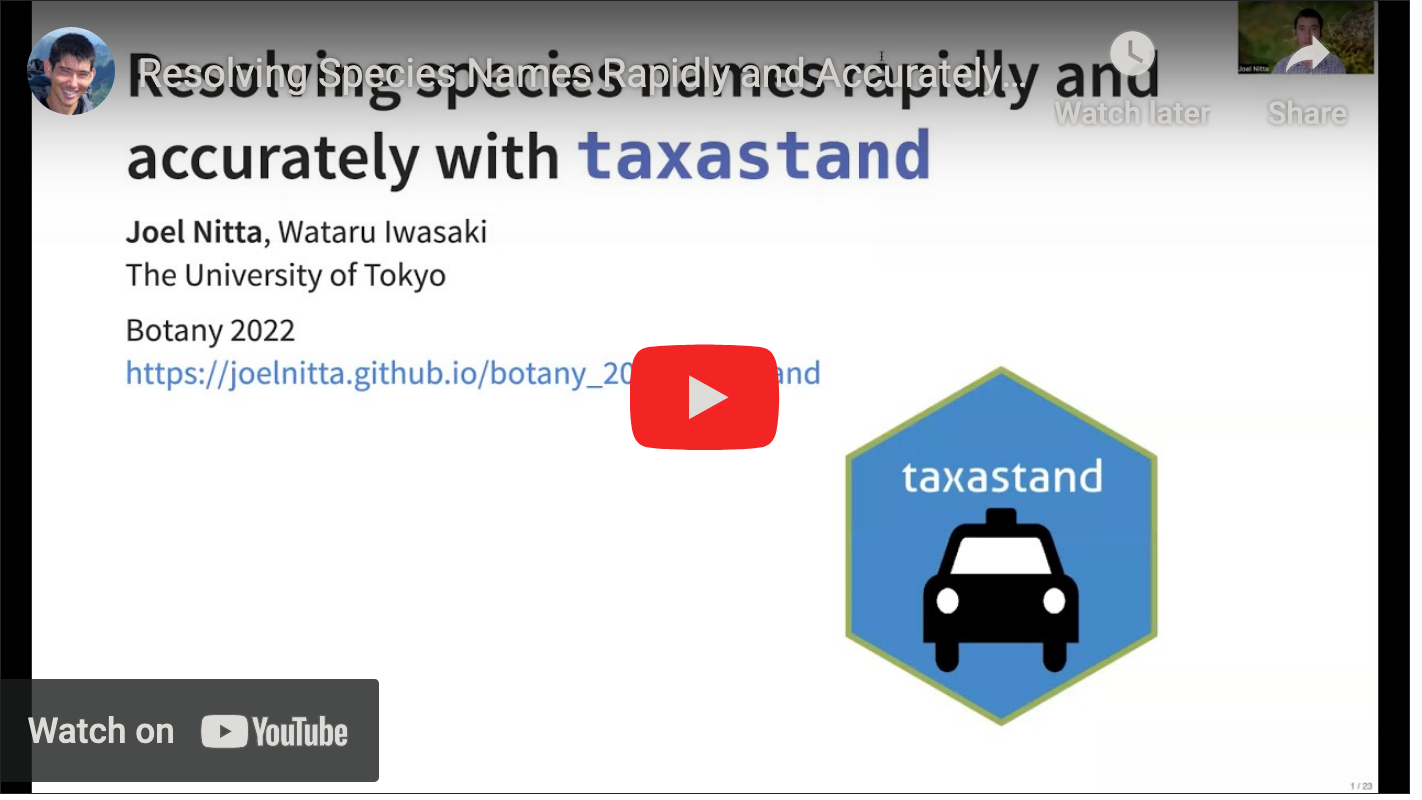 Resolving Species Names Rapidly and Accurately...
Watch later
Share
Joel Nitta
Resolving species names rapidly and
accurately with taxastand
Joel Nitta, Wataru Iwasaki
The University of Tokyo
Botany 2022
https://joelnitta.github.io/botany_20 and
taxastand
Watch on YouTube
1 / 23